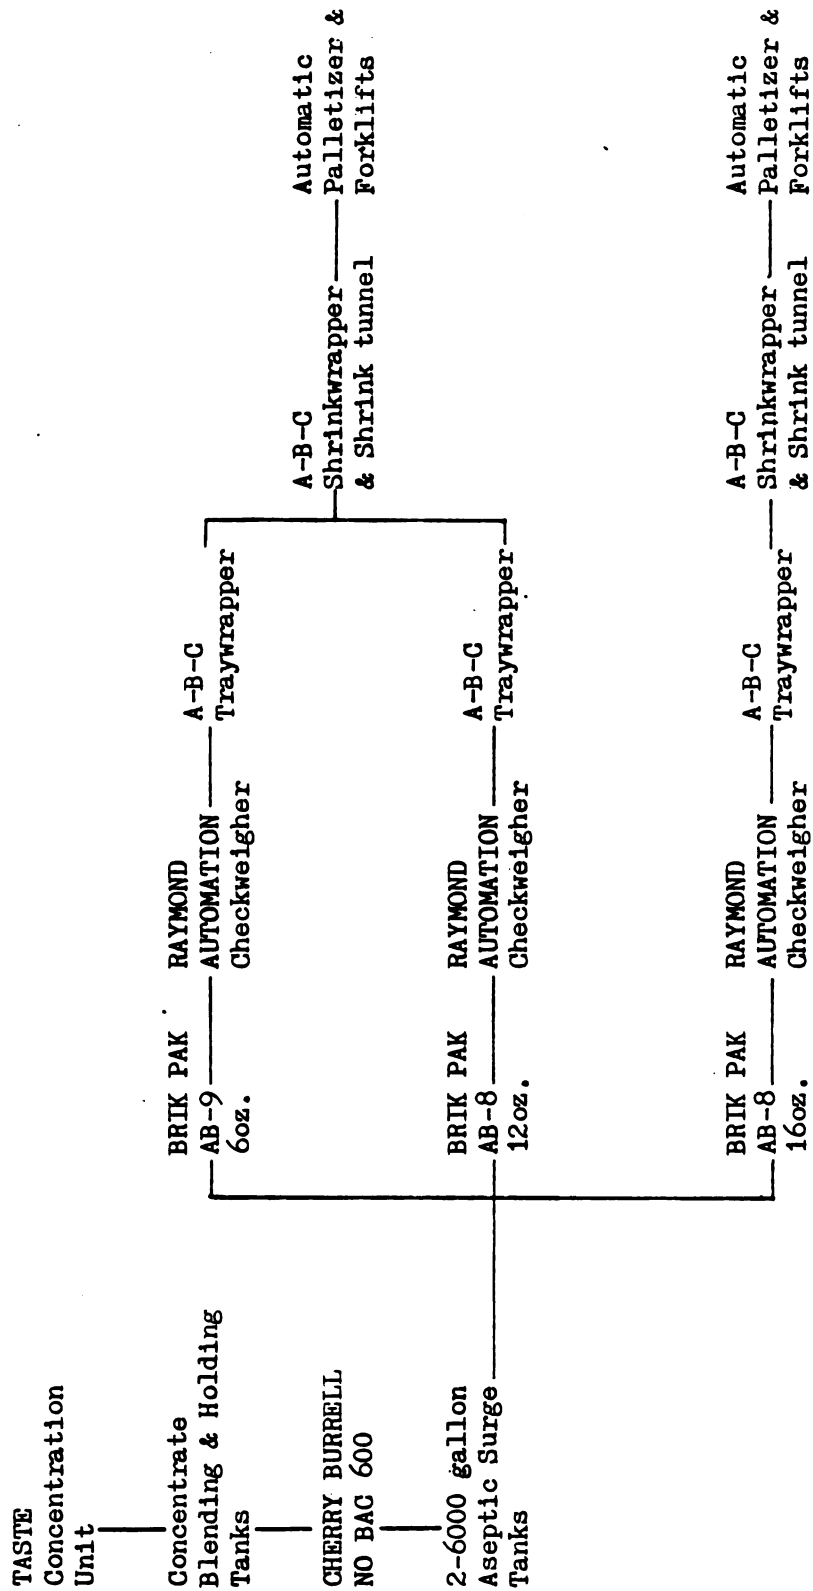 TASTE
Concentration
Unit
Concentrate
Blending & Holding
Tanks
CHERRY BURRELL
NO BAC 600
2-6000 gallon
Aseptic Surge
Tanks
BRIK PAK
AB-9
6oz.
RAYMOND
AUTOMATION
Checkweigher
A-B-C
Traywrapper
BRIK PAK
AB-8
12oz.
RAYMOND
AUTOMATION
Checkweigher
A-B-C
Traywrapper
A-B-C
Shrinkwrapper
& Shrink tunnel
Automatic
Palletizer &
Forklifts
BRIK PAK
AB-8
16oz.
RAYMOND
AUTOMATION
Checkweigher
A-B-C
Traywrapper
A-B-C
Shrinkwrapper
& Shrink tunnel
Automatic
Palletizer &
Forklifts